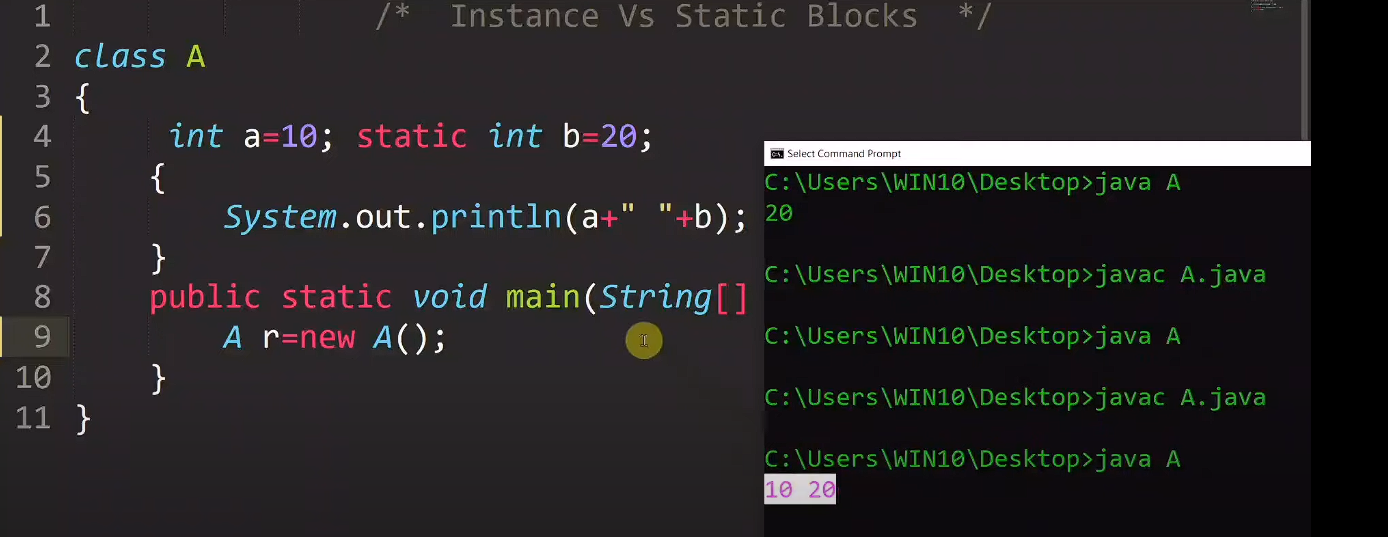 1 /* Instance Vs Static Blocks */
2 class A
3 {
4 int a=10; static int b=20;
5 {
6 System.out.println(a+" "+b);
7 }
8 public static void main(String[]
9 A r=new A();
10 }
11 }
Select Command Prompt
C:\Users\WIN10\Desktop>java A
20
C:\Users\WIN10\Desktop>javac A.java
C:\Users\WIN10\Desktop>java A
C:\Users\WIN10\Desktop>javac A.java
C:\Users\WIN10\Desktop>java A
10 20